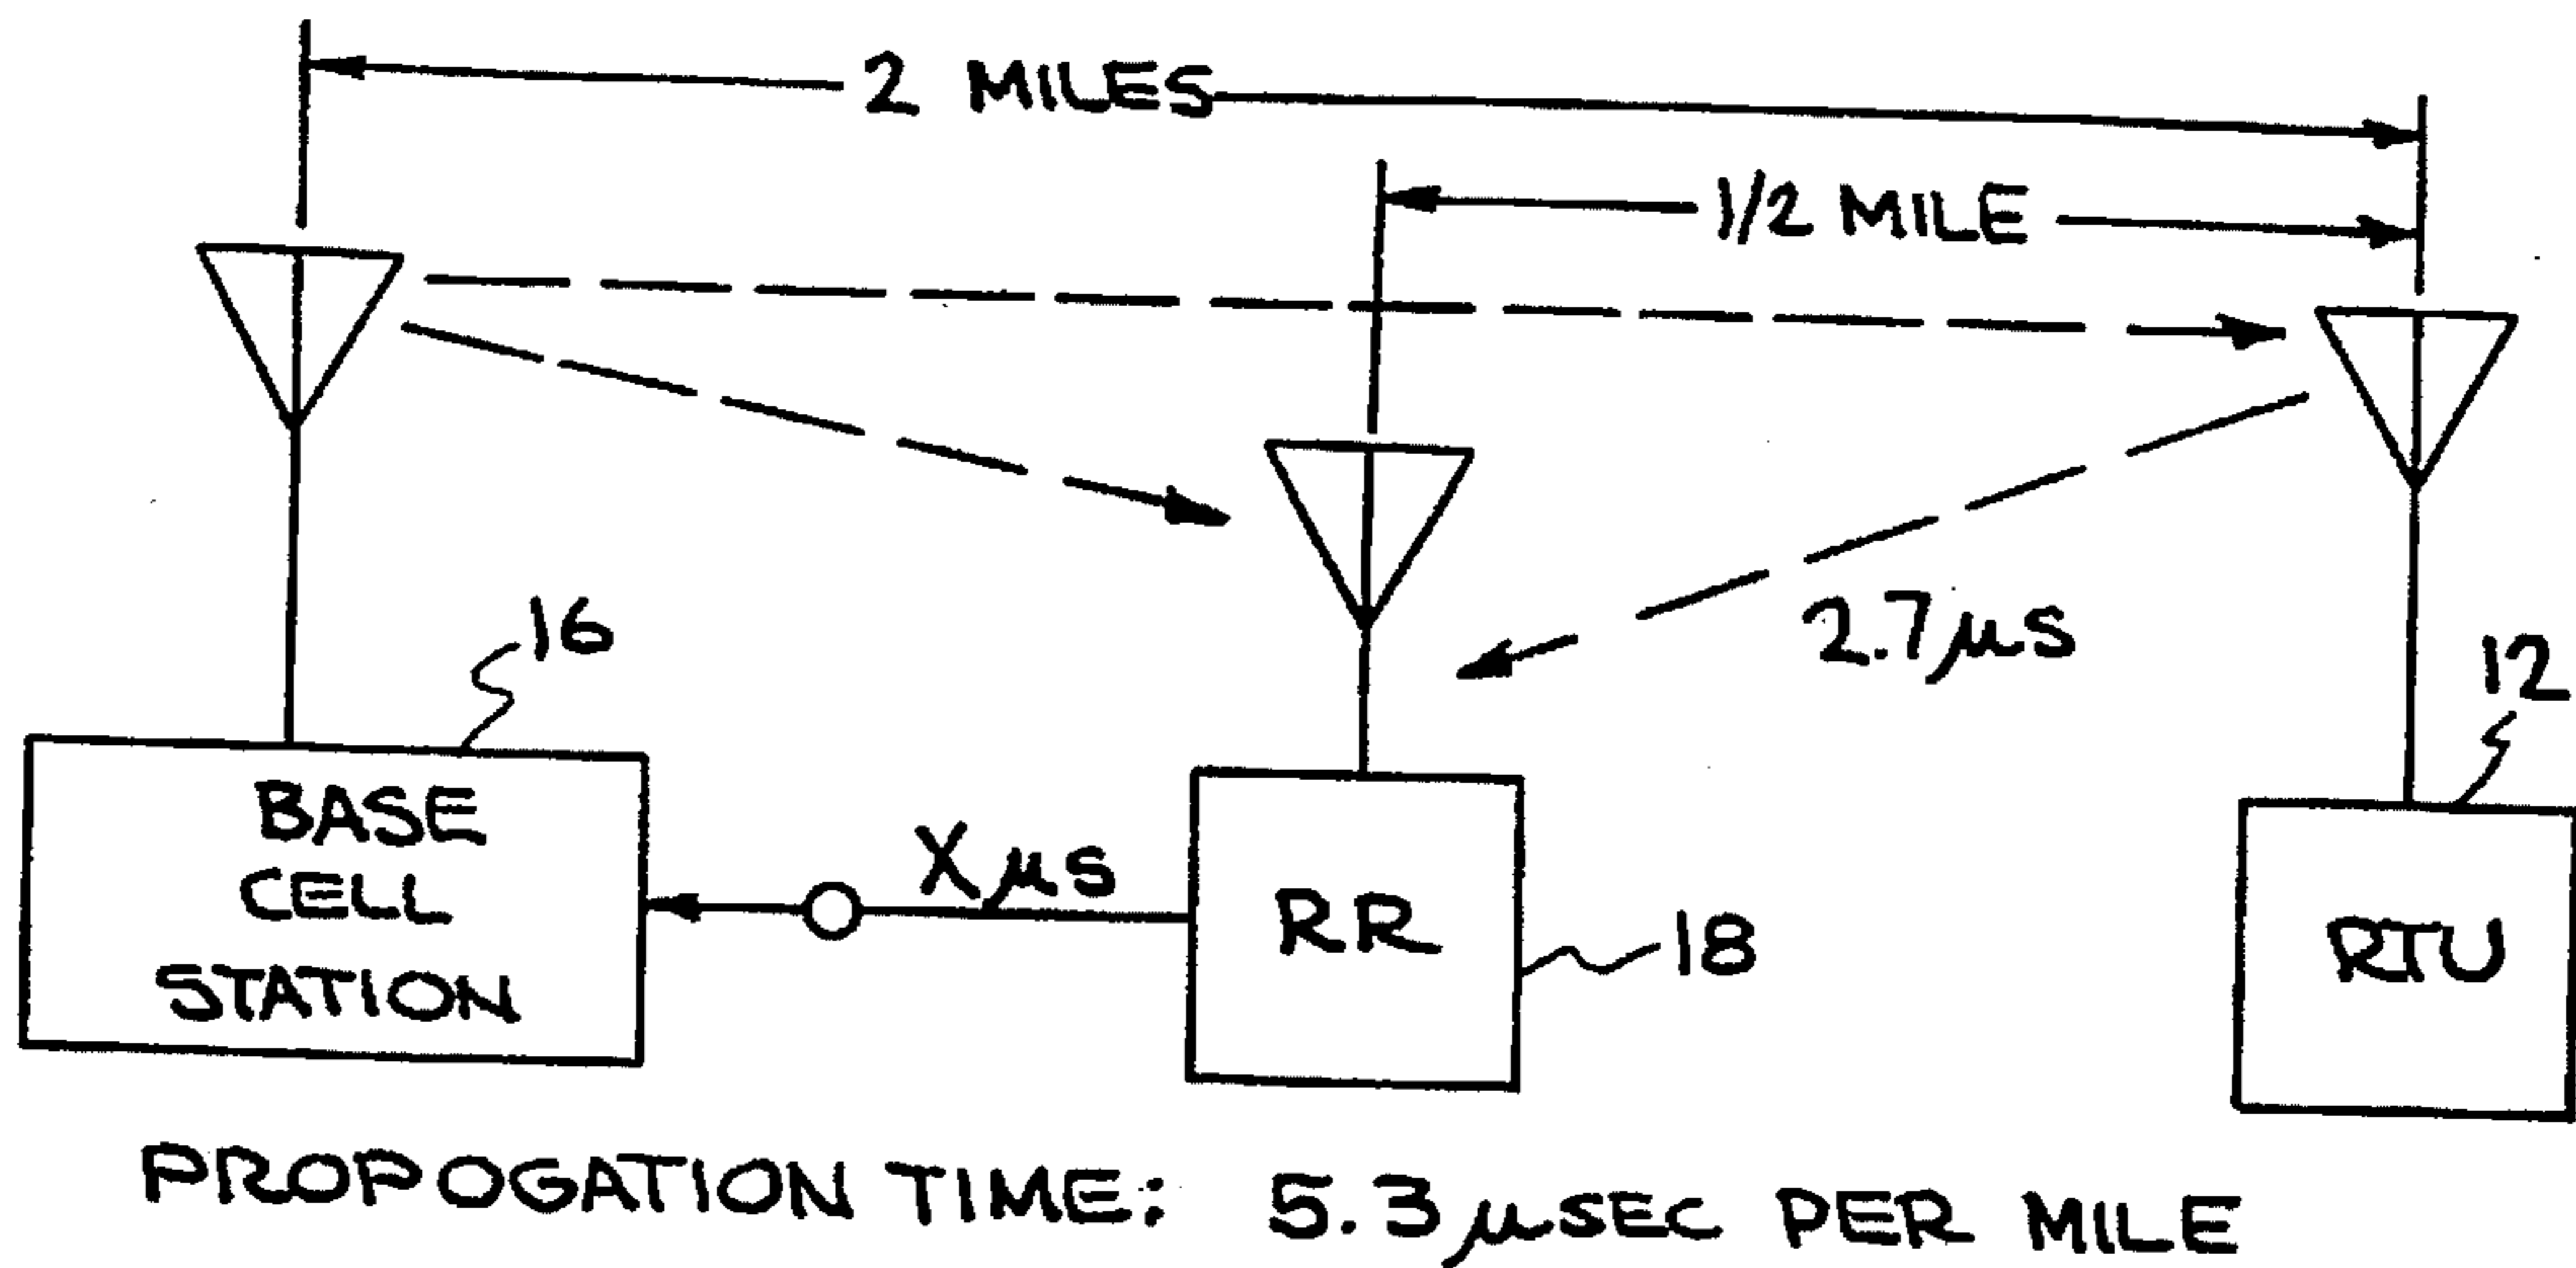 2 MILES
1/2 MILE
2.7μs
16
12
BASE
CELL
STATION
Xμs
RR
18
RTU
PROPOGATION TIME: 5.3μSEC PER MILE